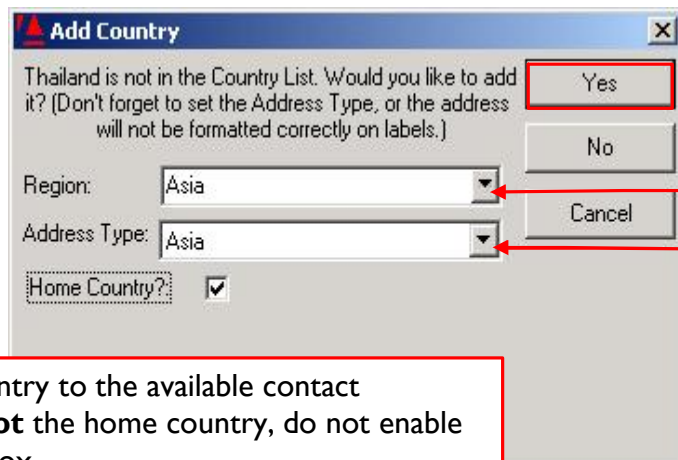 Add Country
Thailand is not in the Country List. Would you like to add
it? (Don't forget to set the Address Type, or the address
will not be formatted correctly on labels.)
Yes
No
Cancel
Region: Asia
Address Type: Asia
Home Country?:
ntry to the available contact
ot the home country, do not enable